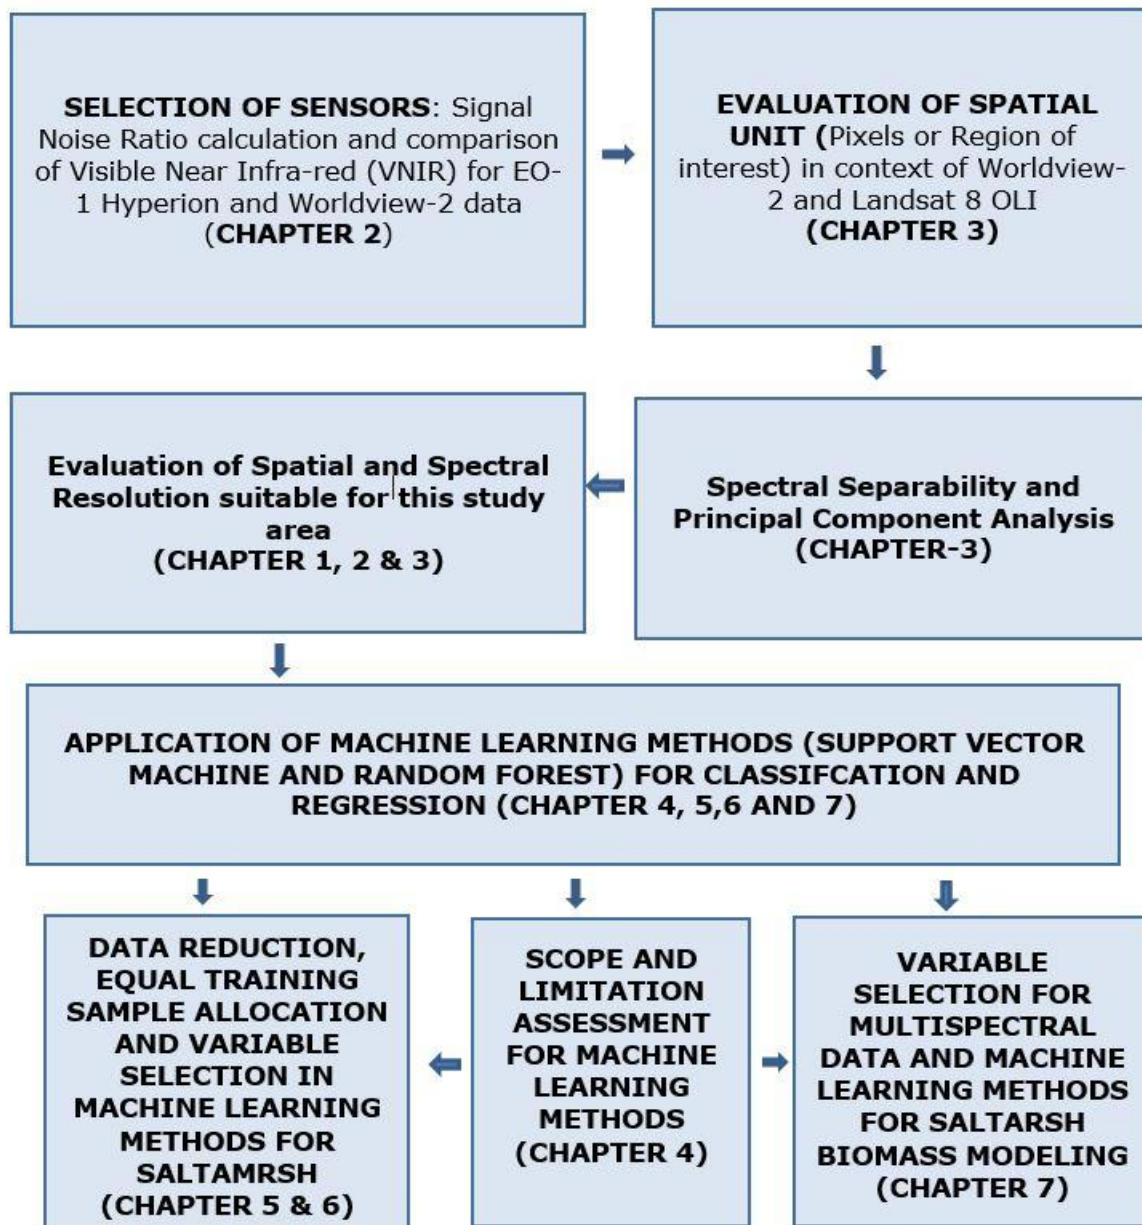 SELECTION OF SENSORS: Signal
Noise Ratio calculation and comparison
of Visible Near Infra-red (VNIR) for EO-
1 Hyperion and Worldview-2 data
(CHAPTER 2)
EVALUATION OF SPATIAL
UNIT (Pixels or Region of
interest) in context of Worldview-
2 and Landsat 8 OLI
(CHAPTER 3)
Evaluation of Spatial and Spectral
Resolution suitable for this study
area
(CHAPTER 1, 2 & 3)
Spectral Separability and
Principal Component Analysis
(CHAPTER-3)
APPLICATION OF MACHINE LEARNING METHODS (SUPPORT VECTOR
MACHINE AND RANDOM FOREST) FOR CLASSIFCATION AND
REGRESSION (CHAPTER 4, 5,6 AND 7)
DATA REDUCTION,
EQUAL TRAINING
SAMPLE ALLOCATION
AND VARIABLE
SELECTION IN
MACHINE LEARNING
METHODS FOR
SALTAMRSH
(CHAPTER 5 & 6)
SCOPE AND
LIMITATION
ASSESSMENT
FOR MACHINE
LEARNING
METHODS
(CHAPTER 4)
VARIABLE
SELECTION FOR
MULTISPECTRAL
DATA AND MACHINE
LEARNING METHODS
FOR SALTARSH
BIOMASS MODELING
(CHAPTER 7)